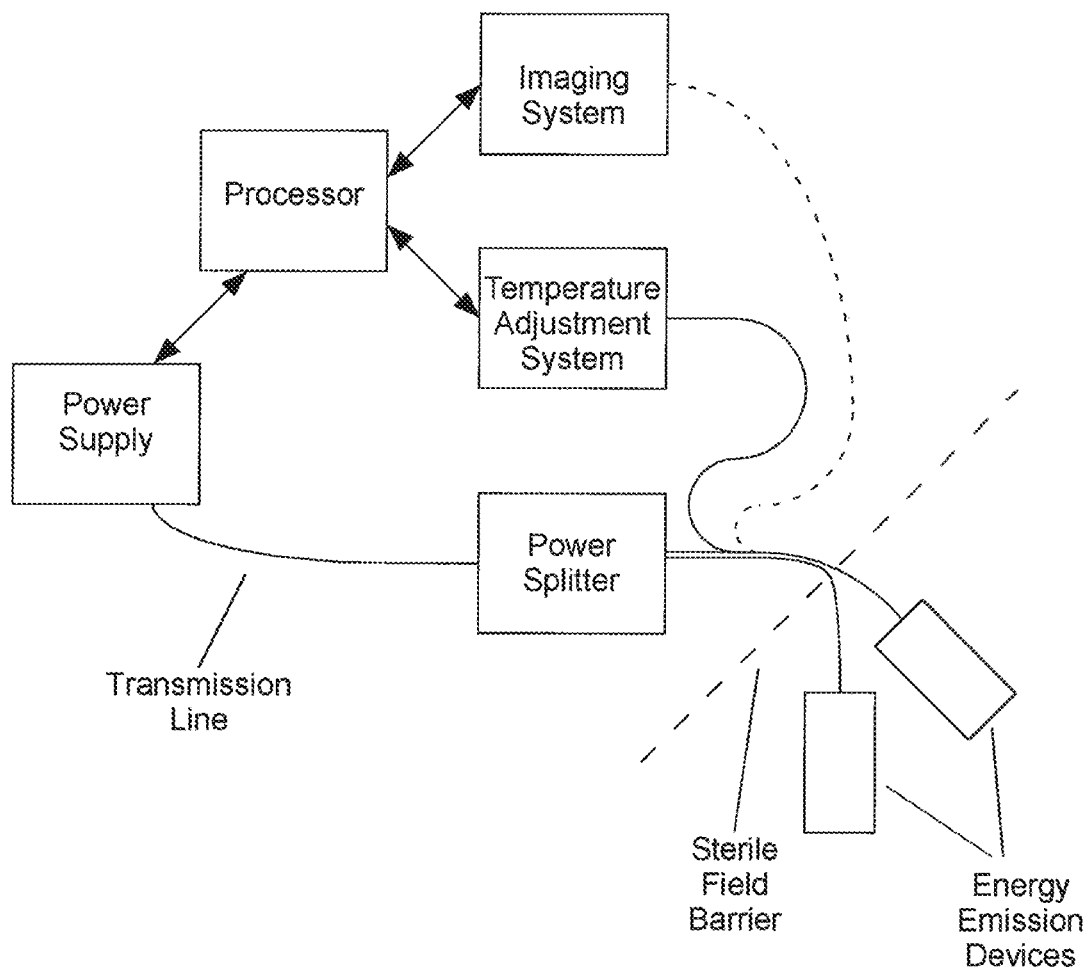 Imaging
System
Processor
Temperature
Adjustment
System
Power
Supply
Power
Splitter
Transmission
Line
Sterile
Field
Barrier
Energy
Emission
Devices